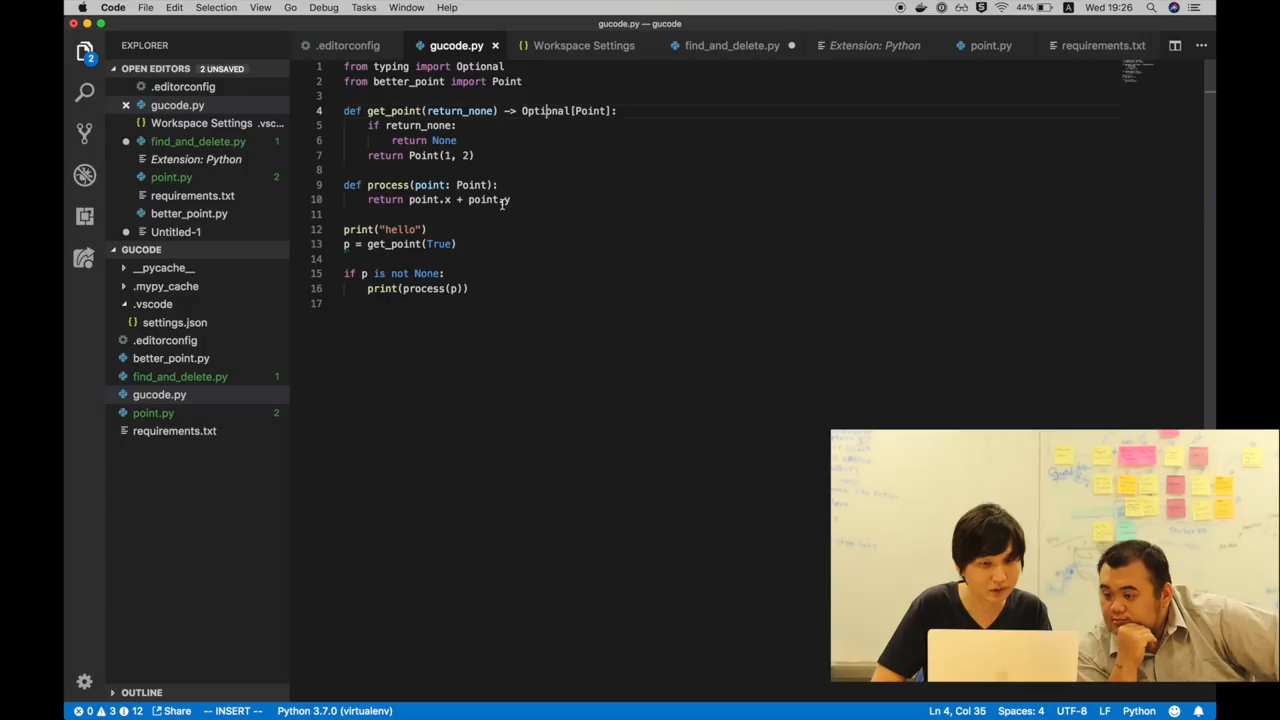 Code File Edit Selection View Go Debug Tasks Window Help 44% A Wed 19:26
gucode.py — gucode
EXPLORER
.editorconfig gucode.py Workspace Settings find_and_delete.py Extension: Python point.py requirements.txt
2
OPEN EDITORS 2 UNSAVED
.editorconfig
gucode.py
Workspace Settings .vsc...
find_and_delete.py 1
Extension: Python
point.py 2
requirements.txt
better_point.py
Untitled-1
GUCODE
__pycache__
.mypy_cache
.vscode
settings.json
.editorconfig
better_point.py
find_and_delete.py 1
gucode.py
point.py 2
requirements.txt
OUTLINE
1 from typing import Optional
2 from better_point import Point
3
4 def get_point(return_none) -> Optional[Point]:
5 if return_none:
6 return None
7 return Point(1, 2)
8
9 def process(point: Point):
10 return point.x + point.y
11
12 print("hello")
13 p = get_point(True)
14
15 if p is not None:
16 print(process(p))
17
0 3 12 Share -- INSERT -- Python 3.7.0 (virtualenv) Ln 4, Col 35 Spaces: 4 UTF-8 LF Python